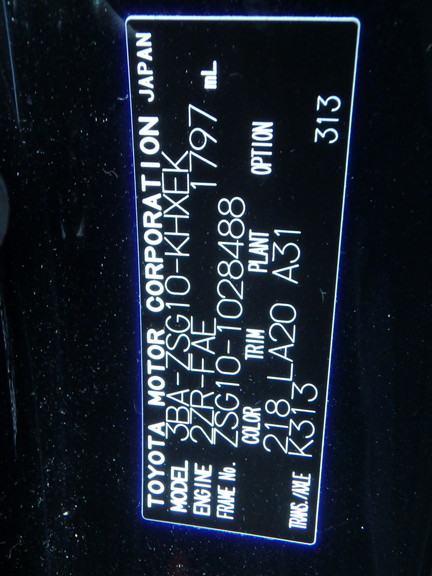 TOYOTA MOTOR CORPORATION JAPAN
MODEL 3BA-ZSG10-KHXEK
ENGINE 2ZR-FAE 1797 mL
FRAME No. ZSG10-1028488
COLOR TRIM PLANT OPTION
218 LA20 A31
TRANS./AXLE K313 313